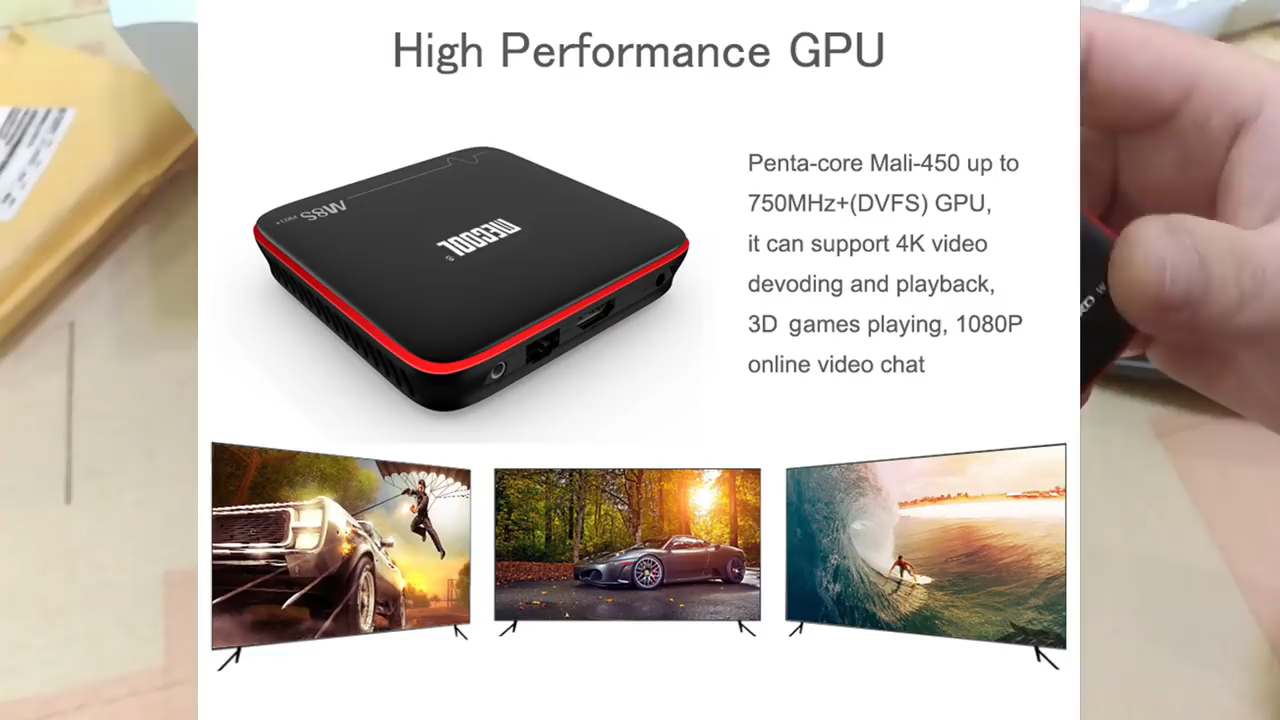 High Performance GPU
Penta-core Mali-450 up to
750MHz+(DVFS) GPU,
it can support 4K video
devoding and playback,
3D games playing, 1080P
online video chat
M8S PRO+
MECOOL